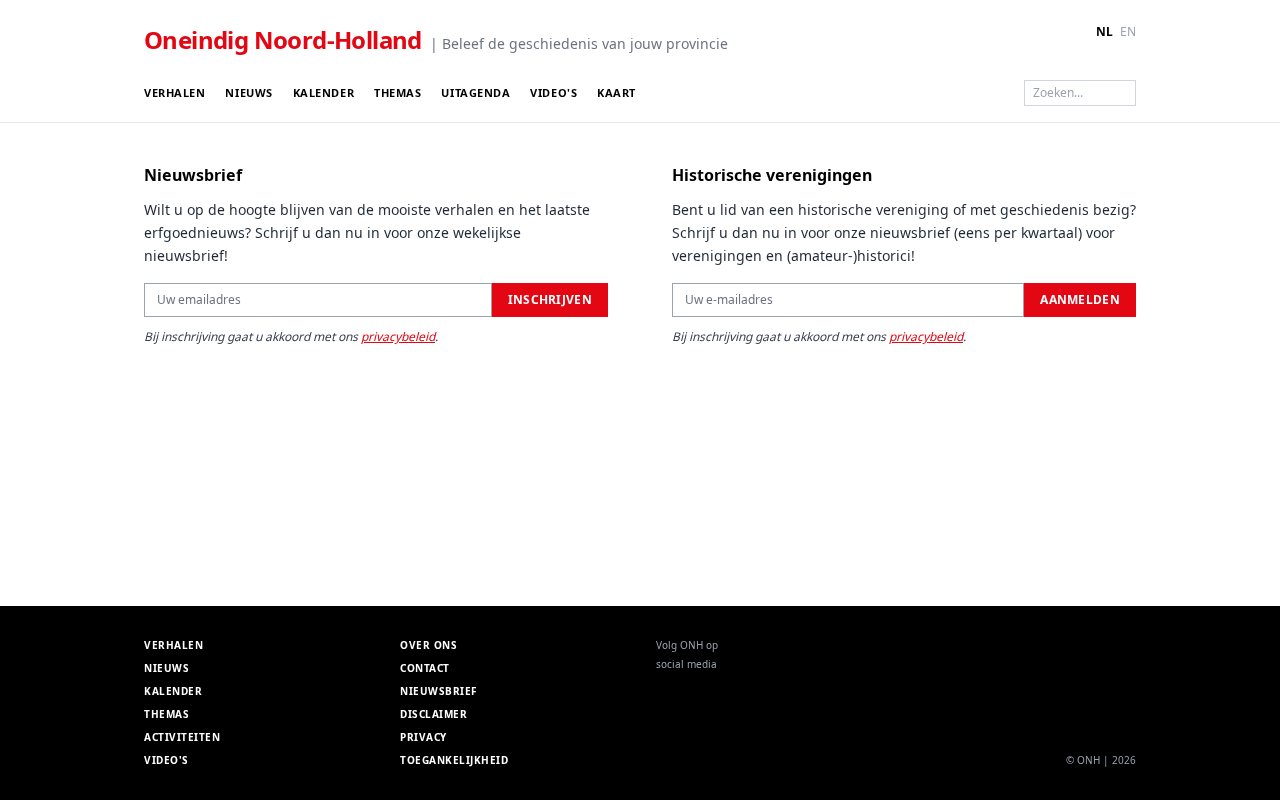 Oneindig Noord-Holland | Beleef de geschiedenis van jouw provincie
NL EN
VERHALEN NIEUWS KALENDER THEMAS UITAGENDA VIDEO'S KAART
Zoeken...
Nieuwsbrief
Wilt u op de hoogte blijven van de mooiste verhalen en het laatste
erfgoednieuws? Schrijf u dan nu in voor onze wekelijkse
nieuwsbrief!
Uw emailadres
INSCHRIJVEN
Bij inschrijving gaat u akkoord met ons privacybeleid.
Historische verenigingen
Bent u lid van een historische vereniging of met geschiedenis bezig?
Schrijf u dan nu in voor onze nieuwsbrief (eens per kwartaal) voor
verenigingen en (amateur-)historici!
Uw e-mailadres
AANMELDEN
Bij inschrijving gaat u akkoord met ons privacybeleid.
VERHALEN
NIEUWS
KALENDER
THEMAS
ACTIVITEITEN
VIDEO'S
OVER ONS
CONTACT
NIEUWSBRIEF
DISCLAIMER
PRIVACY
TOEGANKELIJKHEID
Volg ONH op
social media
© ONH | 2026